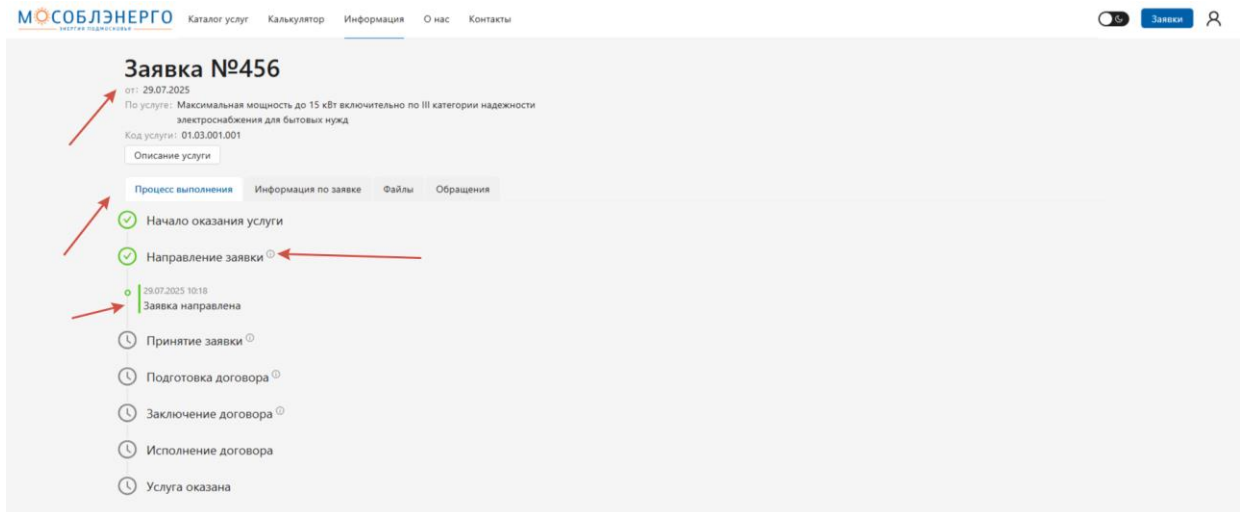 МОСОБЛЭНЕРГО
ЭНЕРГИЯ ПОДМОСКОВЬЯ
Каталог услуг Калькулятор Информация О нас Контакты
Заявки
Заявка №456
от: 29.07.2025
По услуге: Максимальная мощность до 15 кВт включительно по III категории надежности
электроснабжения для бытовых нужд
Код услуги: 01.03.001.001
Описание услуги
Процесс выполнения Информация по заявке Файлы Обращения
Начало оказания услуги
Направление заявки
29.07.2025 10:18
Заявка направлена
Принятие заявки
Подготовка договора
Заключение договора
Исполнение договора
Услуга оказана